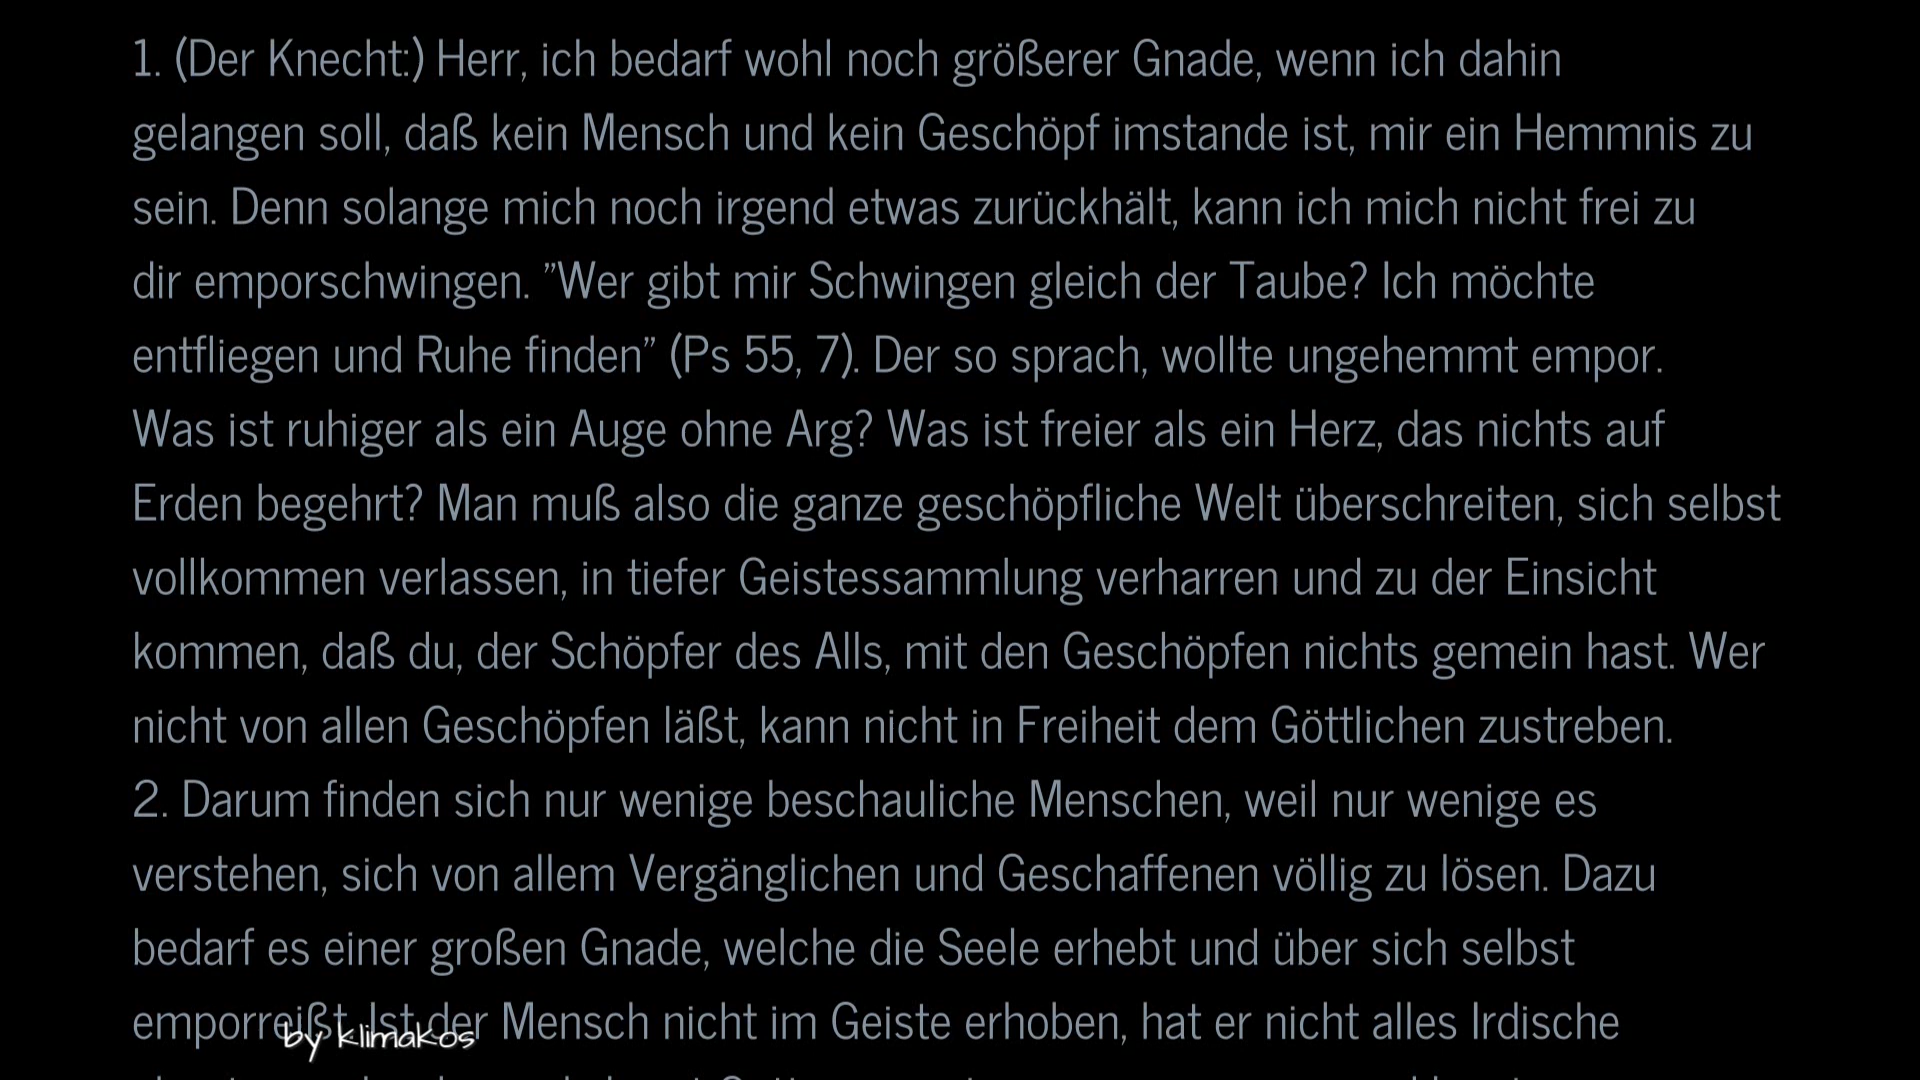 1. (Der Knecht:) Herr, ich bedarf wohl noch größerer Gnade, wenn ich dahin
gelangen soll, daß kein Mensch und kein Geschöpf imstande ist, mir ein Hemmnis zu
sein. Denn solange mich noch irgend etwas zurückhält, kann ich mich nicht frei zu
dir emporschwingen. "Wer gibt mir Schwingen gleich der Taube? Ich möchte
entfliegen und Ruhe finden" (Ps 55, 7). Der so sprach, wollte ungehemmt empor.
Was ist ruhiger als ein Auge ohne Arg? Was ist freier als ein Herz, das nichts auf
Erden begehrt? Man muß also die ganze geschöpfliche Welt überschreiten, sich selbst
vollkommen verlassen, in tiefer Geistessammlung verharren und zu der Einsicht
kommen, daß du, der Schöpfer des Alls, mit den Geschöpfen nichts gemein hast. Wer
nicht von allen Geschöpfen läßt, kann nicht in Freiheit dem Göttlichen zustreben.
2. Darum finden sich nur wenige beschauliche Menschen, weil nur wenige es
verstehen, sich von allem Vergänglichen und Geschaffenen völlig zu lösen. Dazu
bedarf es einer großen Gnade, welche die Seele erhebt und über sich selbst
emporreißt. Ist der Mensch nicht im Geiste erhoben, hat er nicht alles Irdische
by klimakos